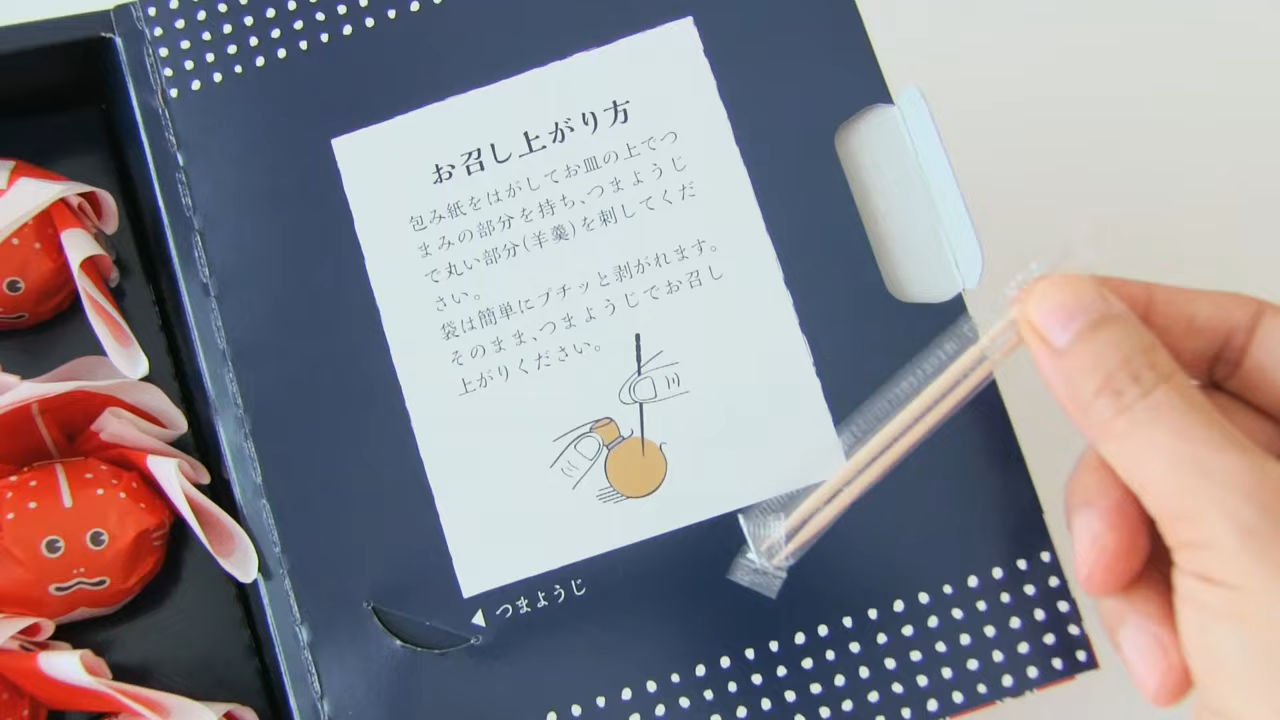 お召し上がり方
包み紙をはがしてお皿の上でつ
まみの部分を持ち、つまようじ
で丸い部分(羊羹)を刺してくだ
さい。
袋は簡単にプチッと剥がれます。
そのまま、つまようじでお召し
上がりください。
◀ つまようじ